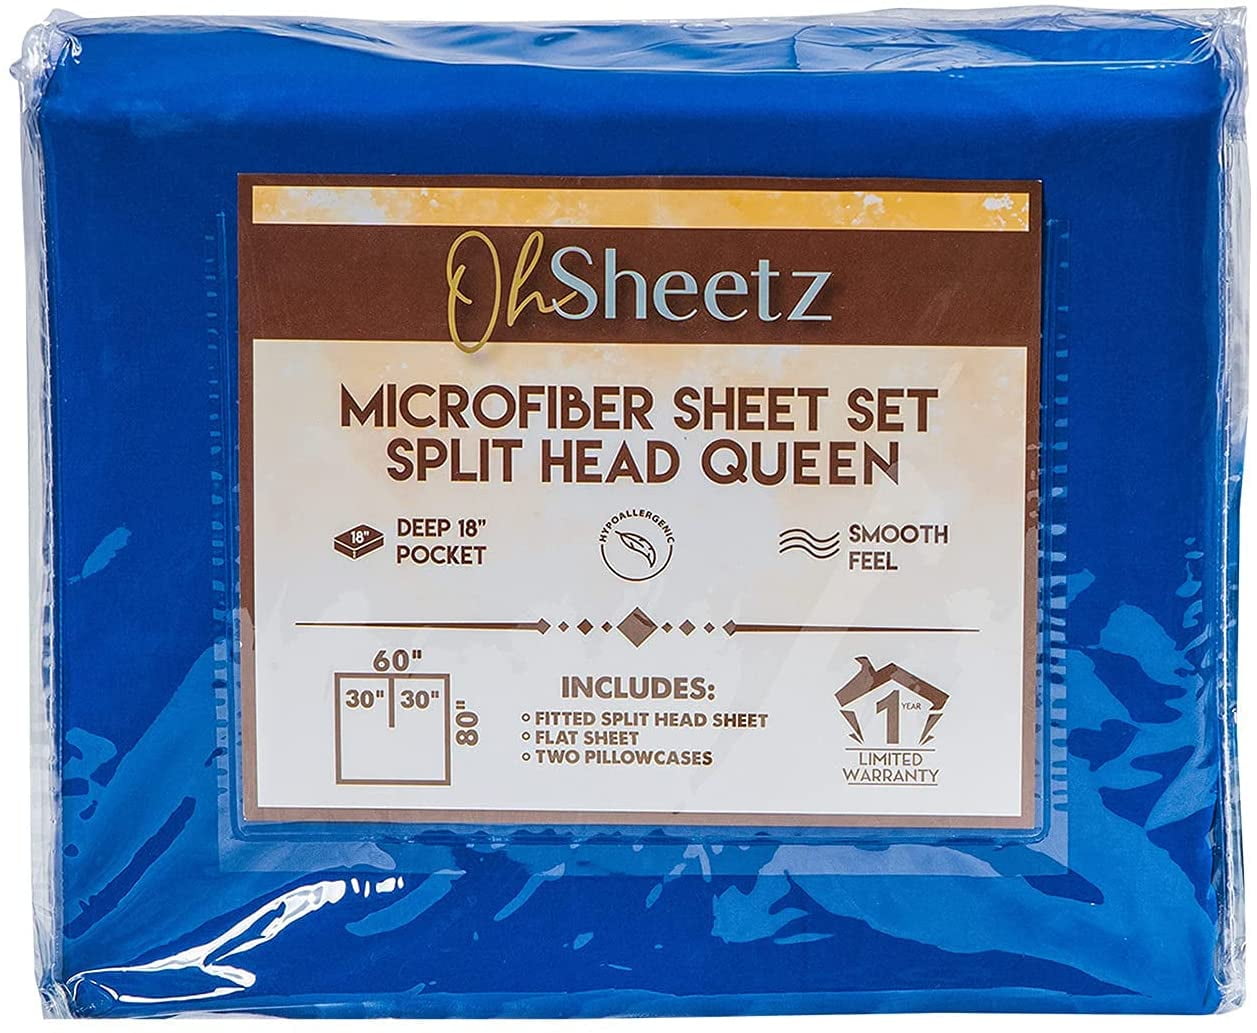 OhSheetz
MICROFIBER SHEET SET
SPLIT HEAD QUEEN
18"
DEEP 18"
POCKET
HYPOALLERGENIC
SMOOTH
FEEL
60"
30" 30"
80"
INCLUDES:
FITTED SPLIT HEAD SHEET
FLAT SHEET
TWO PILLOWCASES
1 YEAR
LIMITED
WARRANTY